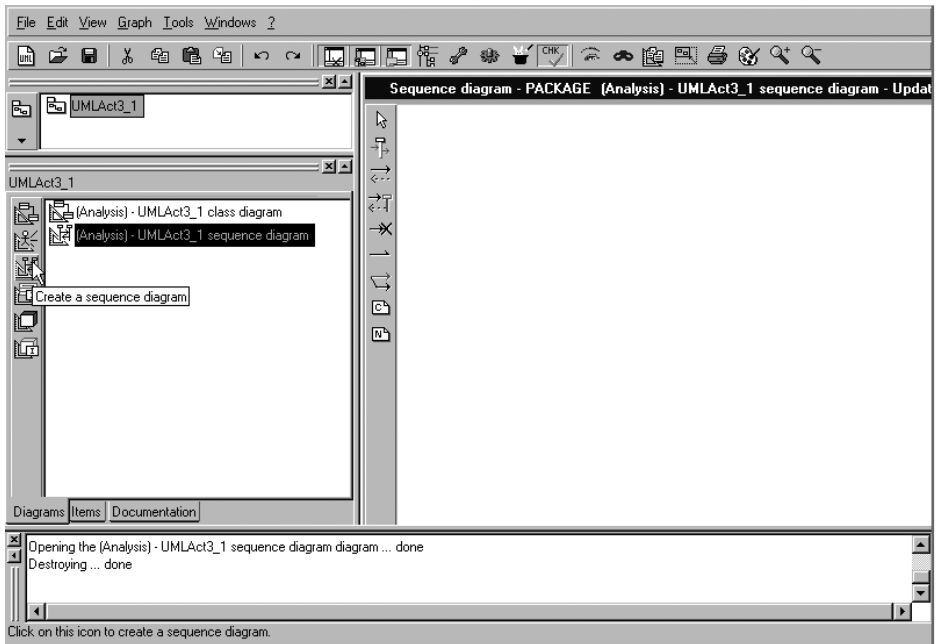 File Edit View Graph Tools Windows ?
UML CHK
UMLAct3_1
Sequence diagram - PACKAGE (Analysis) - UMLAct3_1 sequence diagram - Updat
UMLAct3_1
(Analysis) - UMLAct3_1 class diagram
(Analysis) - UMLAct3_1 sequence diagram
Create a sequence diagram
C
N
Diagrams Items Documentation
Opening the (Analysis) - UMLAct3_1 sequence diagram diagram ... done
Destroying ... done
Click on this icon to create a sequence diagram.